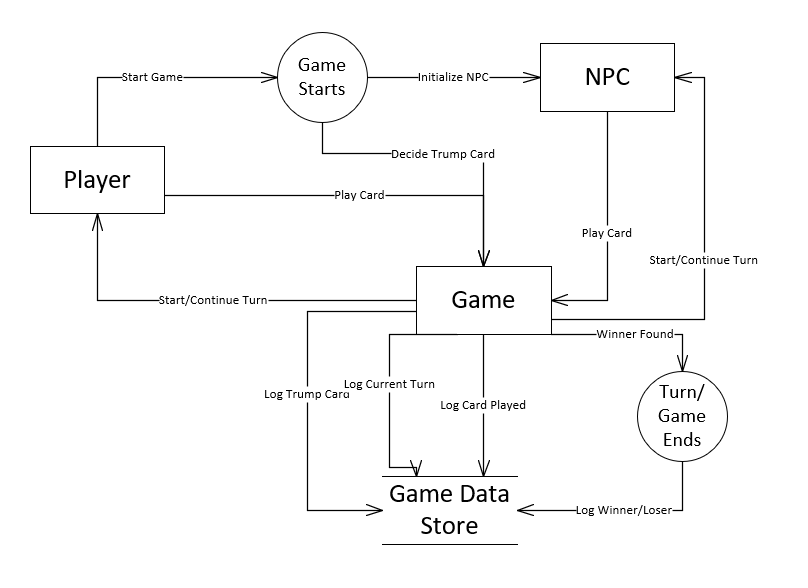 Game
Starts
NPC
Start Game
Initialize NPC
Decide Trump Card
Player
Play Card
Play Card
Start/Continue Turn
Game
Start/Continue Turn
Winner Found
Log Trump Card
Log Current Turn
Log Card Played
Turn/
Game
Ends
Game Data
Store
Log Winner/Loser